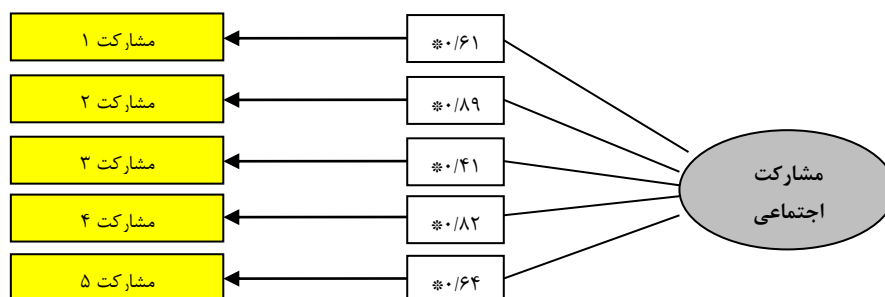 مشارکت ۱
*۰/۶۱
مشارکت ۲
*۰/۸۹
مشارکت ۳
*۰/۴۱
مشارکت ۴
*۰/۸۲
مشارکت ۵
*۰/۶۴
مشارکت
اجتماعی